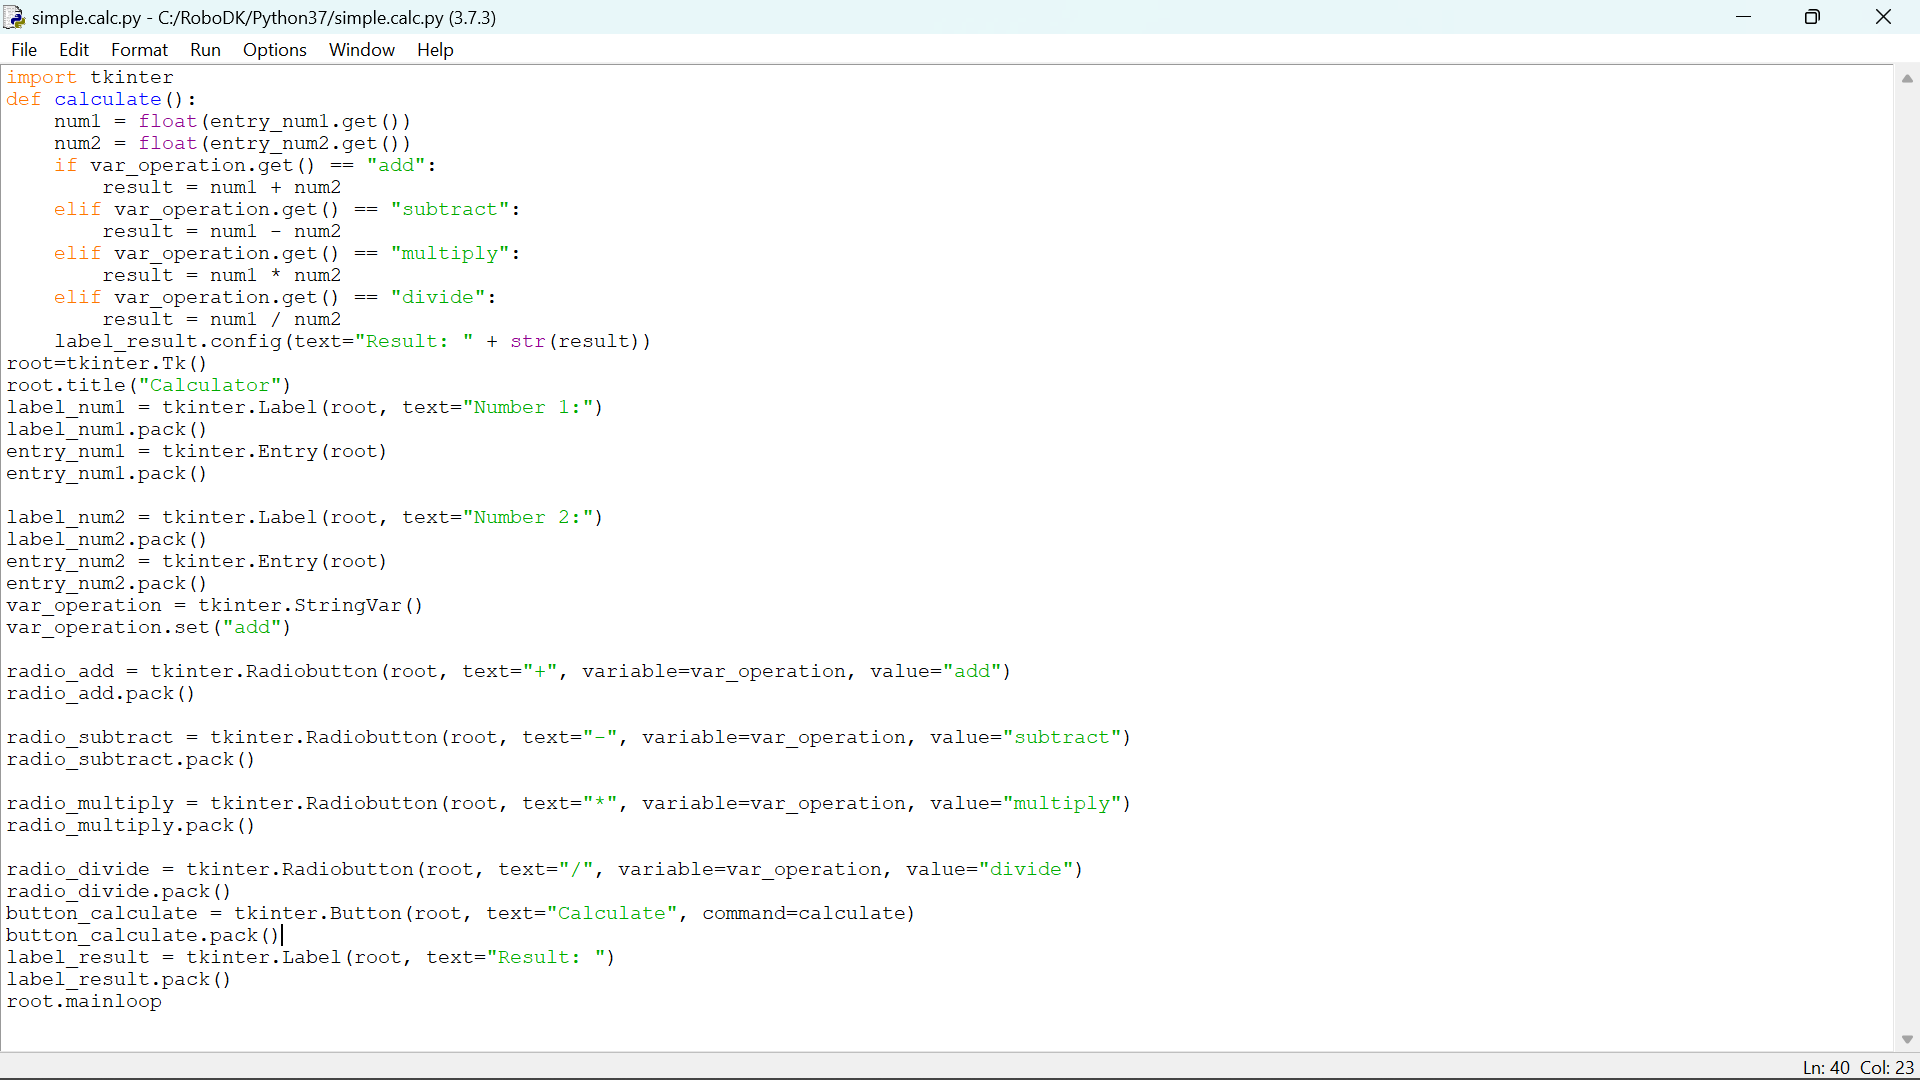 simple.calc.py - C:/RoboDK/Python37/simple.calc.py (3.7.3)
File Edit Format Run Options Window Help
import tkinter
def calculate():
    num1 = float(entry_num1.get())
    num2 = float(entry_num2.get())
    if var_operation.get() == "add":
        result = num1 + num2
    elif var_operation.get() == "subtract":
        result = num1 - num2
    elif var_operation.get() == "multiply":
        result = num1 * num2
    elif var_operation.get() == "divide":
        result = num1 / num2
    label_result.config(text="Result: " + str(result))
root=tkinter.Tk()
root.title("Calculator")
label_num1 = tkinter.Label(root, text="Number 1:")
label_num1.pack()
entry_num1 = tkinter.Entry(root)
entry_num1.pack()

label_num2 = tkinter.Label(root, text="Number 2:")
label_num2.pack()
entry_num2 = tkinter.Entry(root)
entry_num2.pack()
var_operation = tkinter.StringVar()
var_operation.set("add")

radio_add = tkinter.Radiobutton(root, text="+", variable=var_operation, value="add")
radio_add.pack()

radio_subtract = tkinter.Radiobutton(root, text="-", variable=var_operation, value="subtract")
radio_subtract.pack()

radio_multiply = tkinter.Radiobutton(root, text="*", variable=var_operation, value="multiply")
radio_multiply.pack()

radio_divide = tkinter.Radiobutton(root, text="/", variable=var_operation, value="divide")
radio_divide.pack()
button_calculate = tkinter.Button(root, text="Calculate", command=calculate)
button_calculate.pack()
label_result = tkinter.Label(root, text="Result: ")
label_result.pack()
root.mainloop
Ln: 40 Col: 23